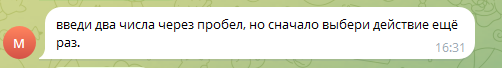 введи два числа через пробел, но сначало выбери действие ещё
раз.
16:31
М